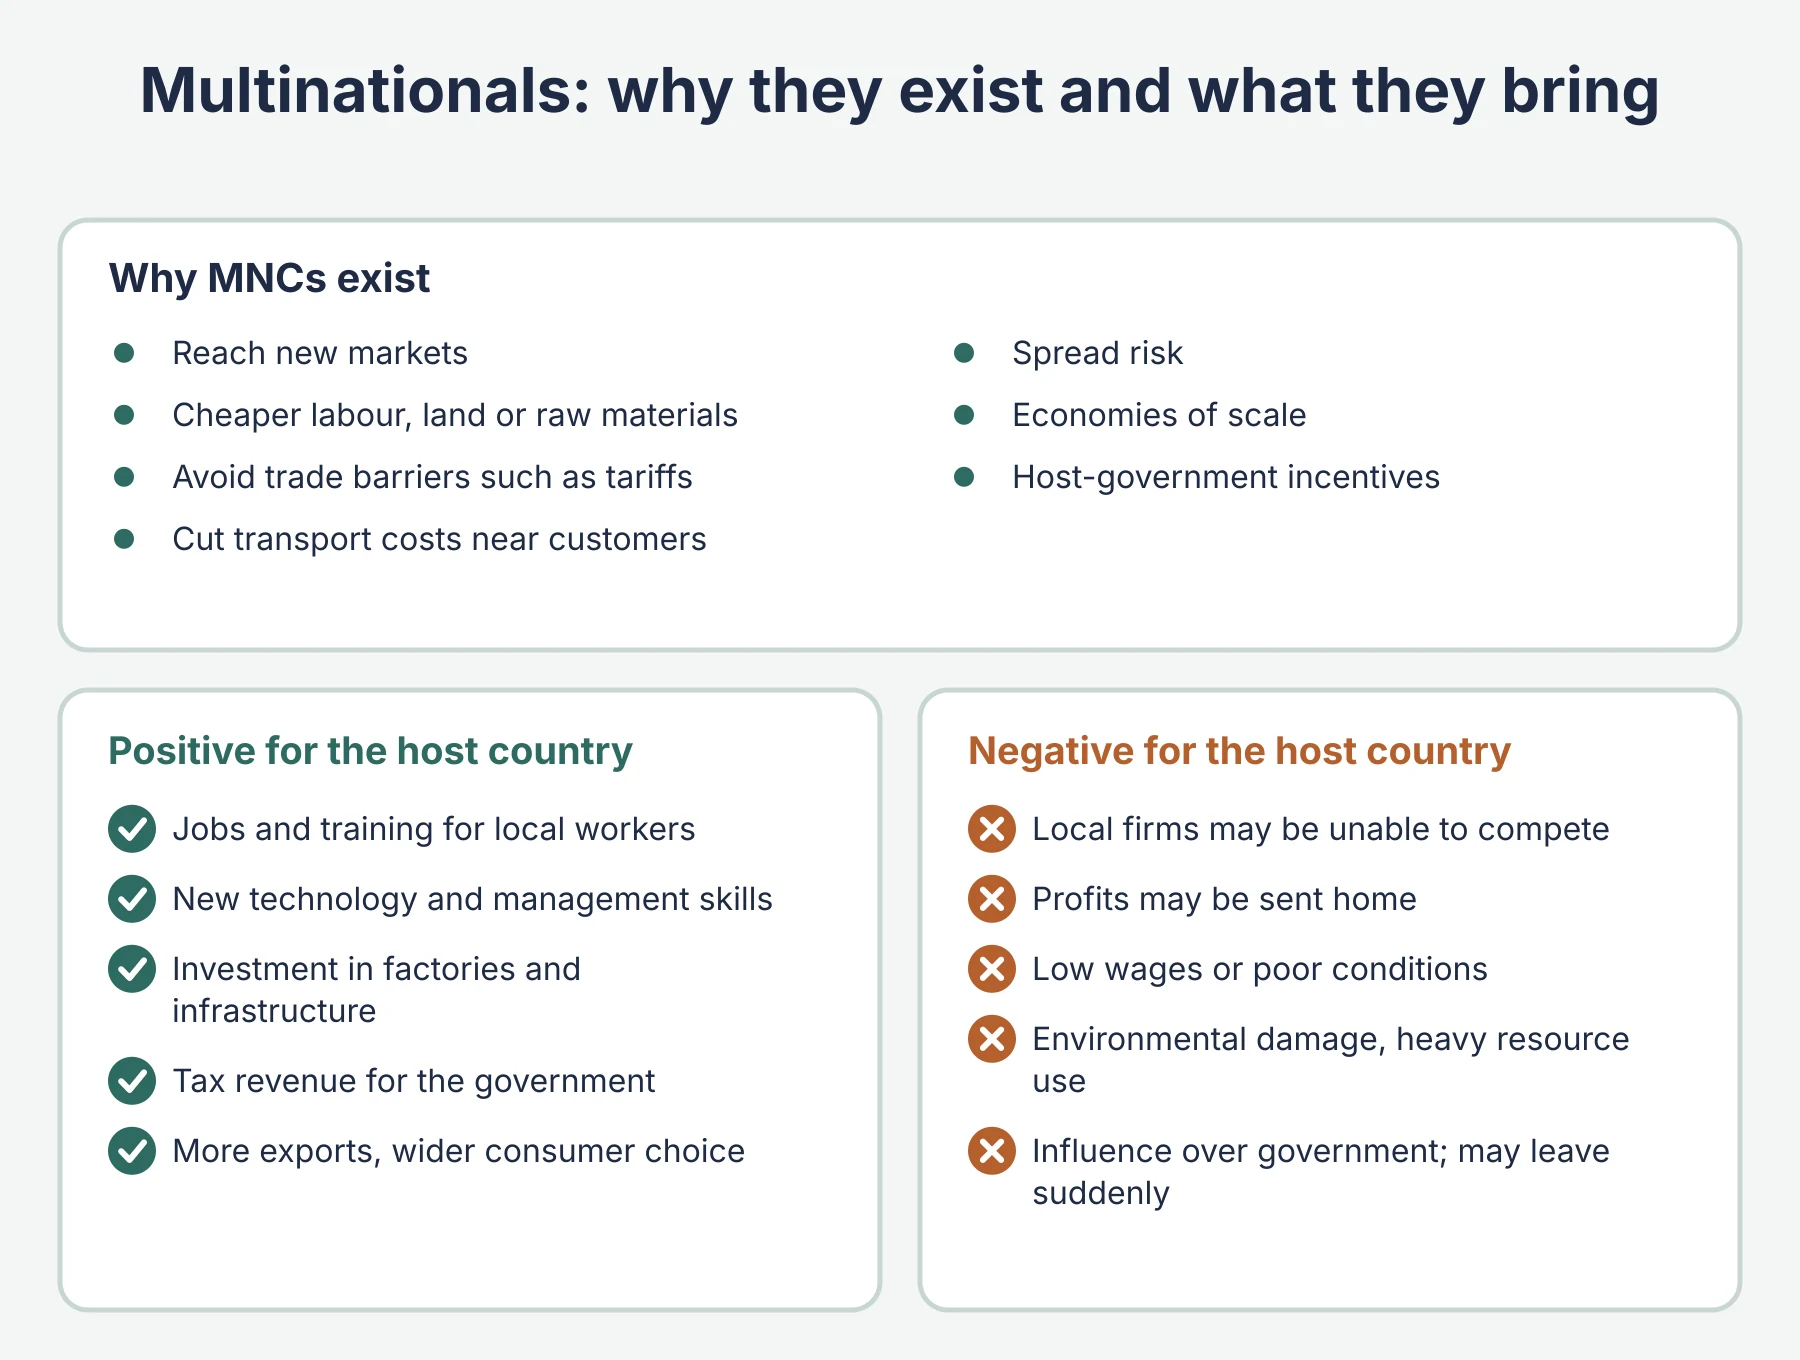 Multinationals: why they exist and what they bring
Why MNCs exist
Reach new markets
Cheaper labour, land or raw materials
Avoid trade barriers such as tariffs
Cut transport costs near customers
Spread risk
Economies of scale
Host-government incentives
Positive for the host country
Jobs and training for local workers
New technology and management skills
Investment in factories and
infrastructure
Tax revenue for the government
More exports, wider consumer choice
Negative for the host country
Local firms may be unable to compete
Profits may be sent home
Low wages or poor conditions
Environmental damage, heavy resource
use
Influence over government; may leave
suddenly